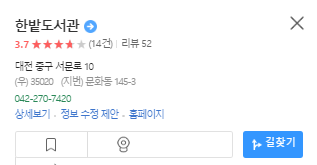 한밭도서관
3.7 ★★★★★ (14건) | 리뷰 52
대전 중구 서문로 10
(우) 35020 (지번) 문화동 145-3
042-270-7420
상세보기 · 정보 수정 제안 · 홈페이지
길찾기